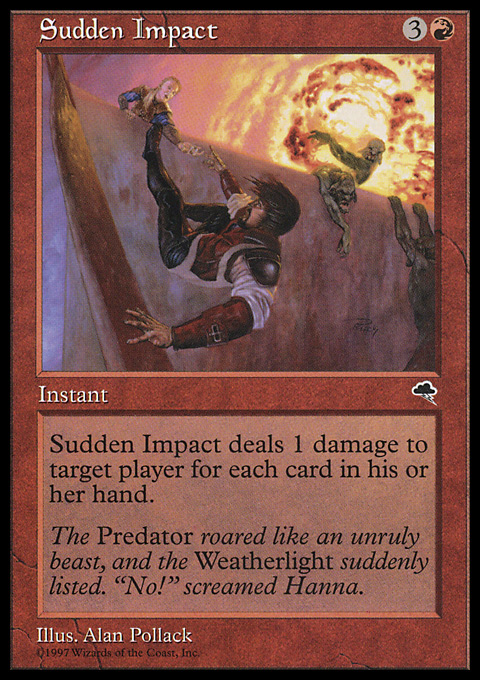 Sudden Impact 3
Instant
Sudden Impact deals 1 damage to
target player for each card in his or
her hand.
The Predator roared like an unruly
beast, and the Weatherlight suddenly
listed. “No!” screamed Hanna.
Illus. Alan Pollack
©1997 Wizards of the Coast, Inc.